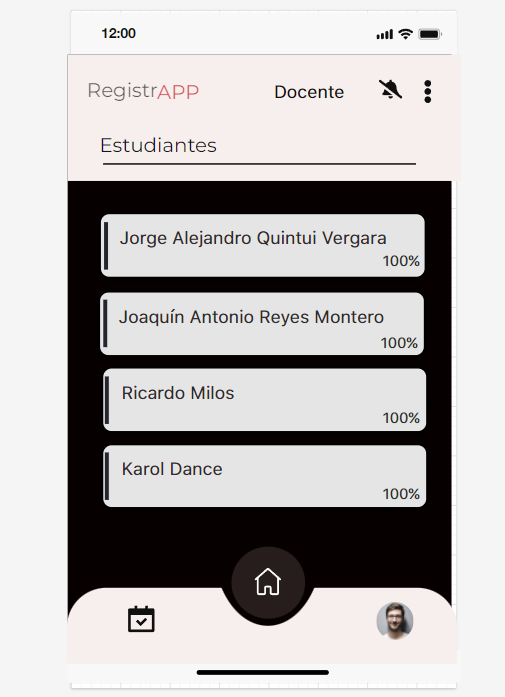 12:00
RegistrAPP Docente
Estudiantes
Jorge Alejandro Quintui Vergara
100%
Joaquín Antonio Reyes Montero
100%
Ricardo Milos
100%
Karol Dance
100%